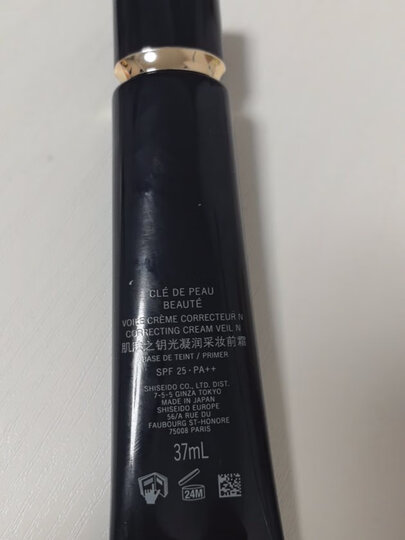 CLÉ DE PEAU
BEAUTÉ
VOILE CRÈME CORRECTEUR N
CORRECTING CREAM VEIL N
肌肤之钥光凝润采妆前霜
BASE DE TEINT / PRIMER
SPF 25・PA++
SHISEIDO CO., LTD. DIST.
7-5-5 GINZA TOKYO
MADE IN JAPAN
SHISEIDO EUROPE
56/A RUE DU
FAUBOURG ST-HONORE
75008 PARIS
37mL
24M